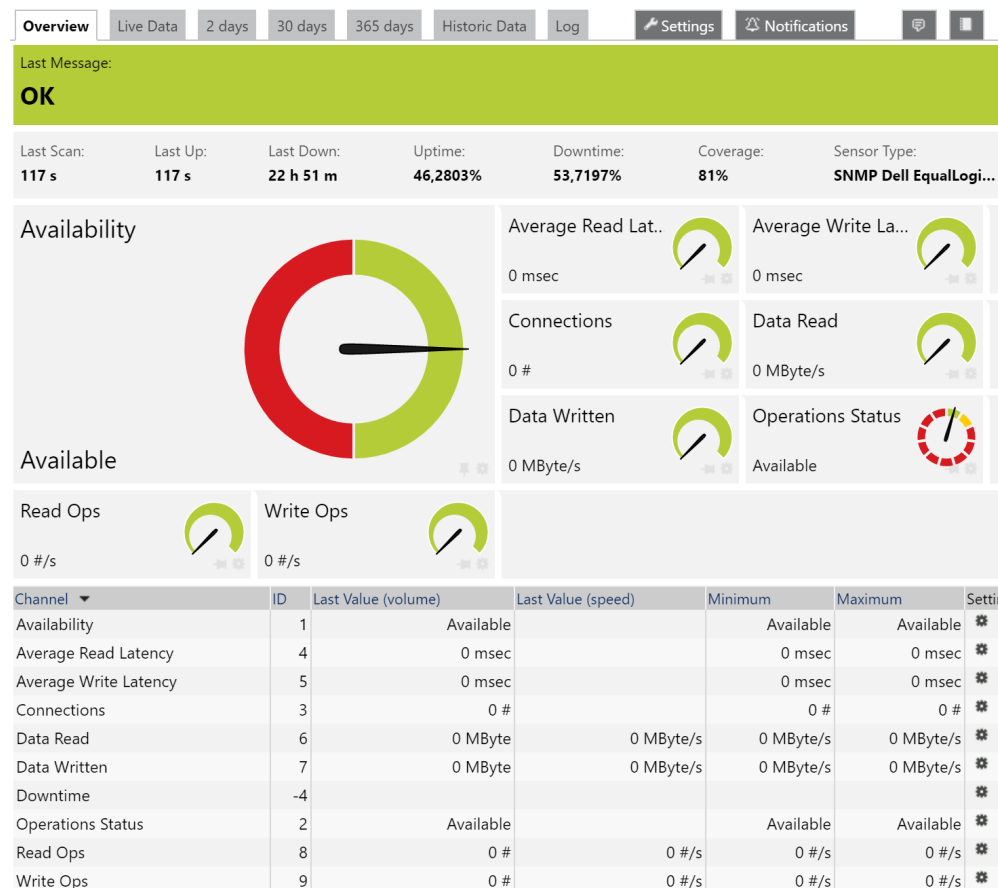 Overview Live Data 2 days 30 days 365 days Historic Data Log Settings Notifications
Last Message:
OK
Last Scan: Last Up: Last Down: Uptime: Downtime: Coverage: Sensor Type:
117 s 117 s 22 h 51 m 46,2803% 53,7197% 81% SNMP Dell EqualLogi...
Availability
Available
Average Read Lat...
0 msec
Average Write La...
0 msec
Connections
0 #
Data Read
0 MByte/s
Data Written
0 MByte/s
Operations Status
Available
Read Ops
0 #/s
Write Ops
0 #/s
Channel ID Last Value (volume) Last Value (speed) Minimum Maximum Setti
Availability 1 Available Available Available
Average Read Latency 4 0 msec 0 msec 0 msec
Average Write Latency 5 0 msec 0 msec 0 msec
Connections 3 0 # 0 # 0 #
Data Read 6 0 MByte 0 MByte/s 0 MByte/s 0 MByte/s
Data Written 7 0 MByte 0 MByte/s 0 MByte/s 0 MByte/s
Downtime -4
Operations Status 2 Available Available Available
Read Ops 8 0 # 0 #/s 0 #/s 0 #/s
Write Ops 9 0 # 0 #/s 0 #/s 0 #/s